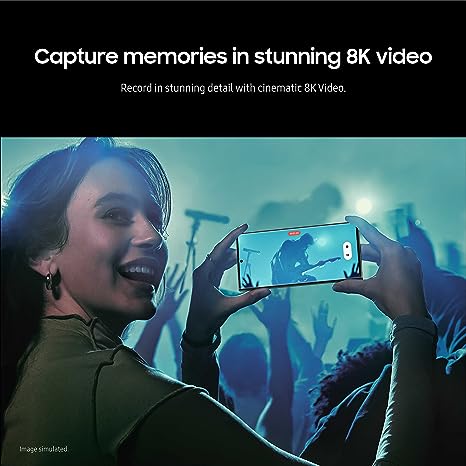 Capture memories in stunning 8K video
Record in stunning detail with cinematic 8K Video.
Image simulated.